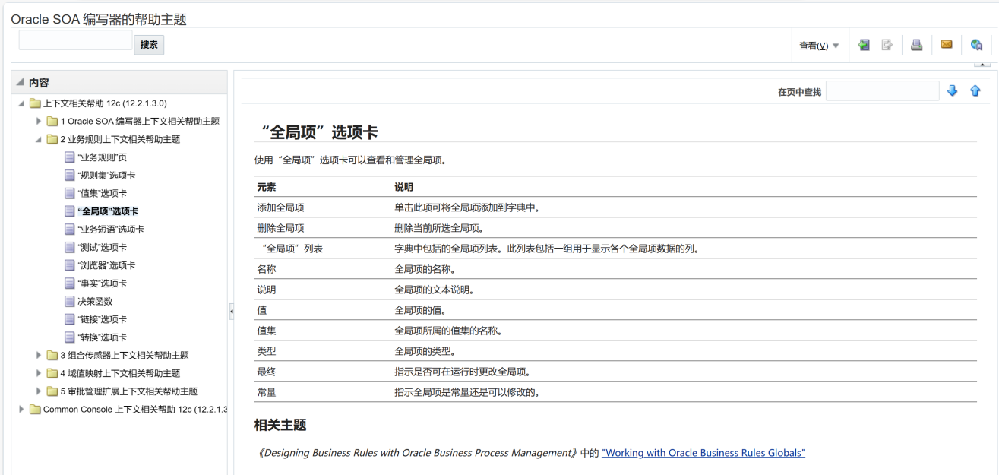 Oracle SOA 编写器的帮助主题
搜索
查看(V)
内容
上下文相关帮助 12c (12.2.1.3.0)
1 Oracle SOA 编写器上下文相关帮助主题
2 业务规则上下文相关帮助主题
“业务规则”页
“规则集”选项卡
“值集”选项卡
“全局项”选项卡
“业务短语”选项卡
“测试”选项卡
“浏览器”选项卡
“事实”选项卡
决策函数
“链接”选项卡
“转换”选项卡
3 组合传感器上下文相关帮助主题
4 域值映射上下文相关帮助主题
5 审批管理扩展上下文相关帮助主题
Common Console 上下文相关帮助 12c (12.2.1.3
在页中查找
“全局项”选项卡
使用“全局项”选项卡可以查看和管理全局项。
元素 说明
添加全局项 单击此项可将全局项添加到字典中。
删除全局项 删除当前所选全局项。
“全局项”列表 字典中包括的全局项列表。此列表包括一组用于显示各个全局项数据的列。
名称 全局项的名称。
说明 全局项的文本说明。
值 全局项的值。
值集 全局项所属的值集的名称。
类型 全局项的类型。
最终 指示是否可在运行时更改全局项。
常量 指示全局项是常量还是可以修改的。
相关主题
《Designing Business Rules with Oracle Business Process Management》中的 "Working with Oracle Business Rules Globals"